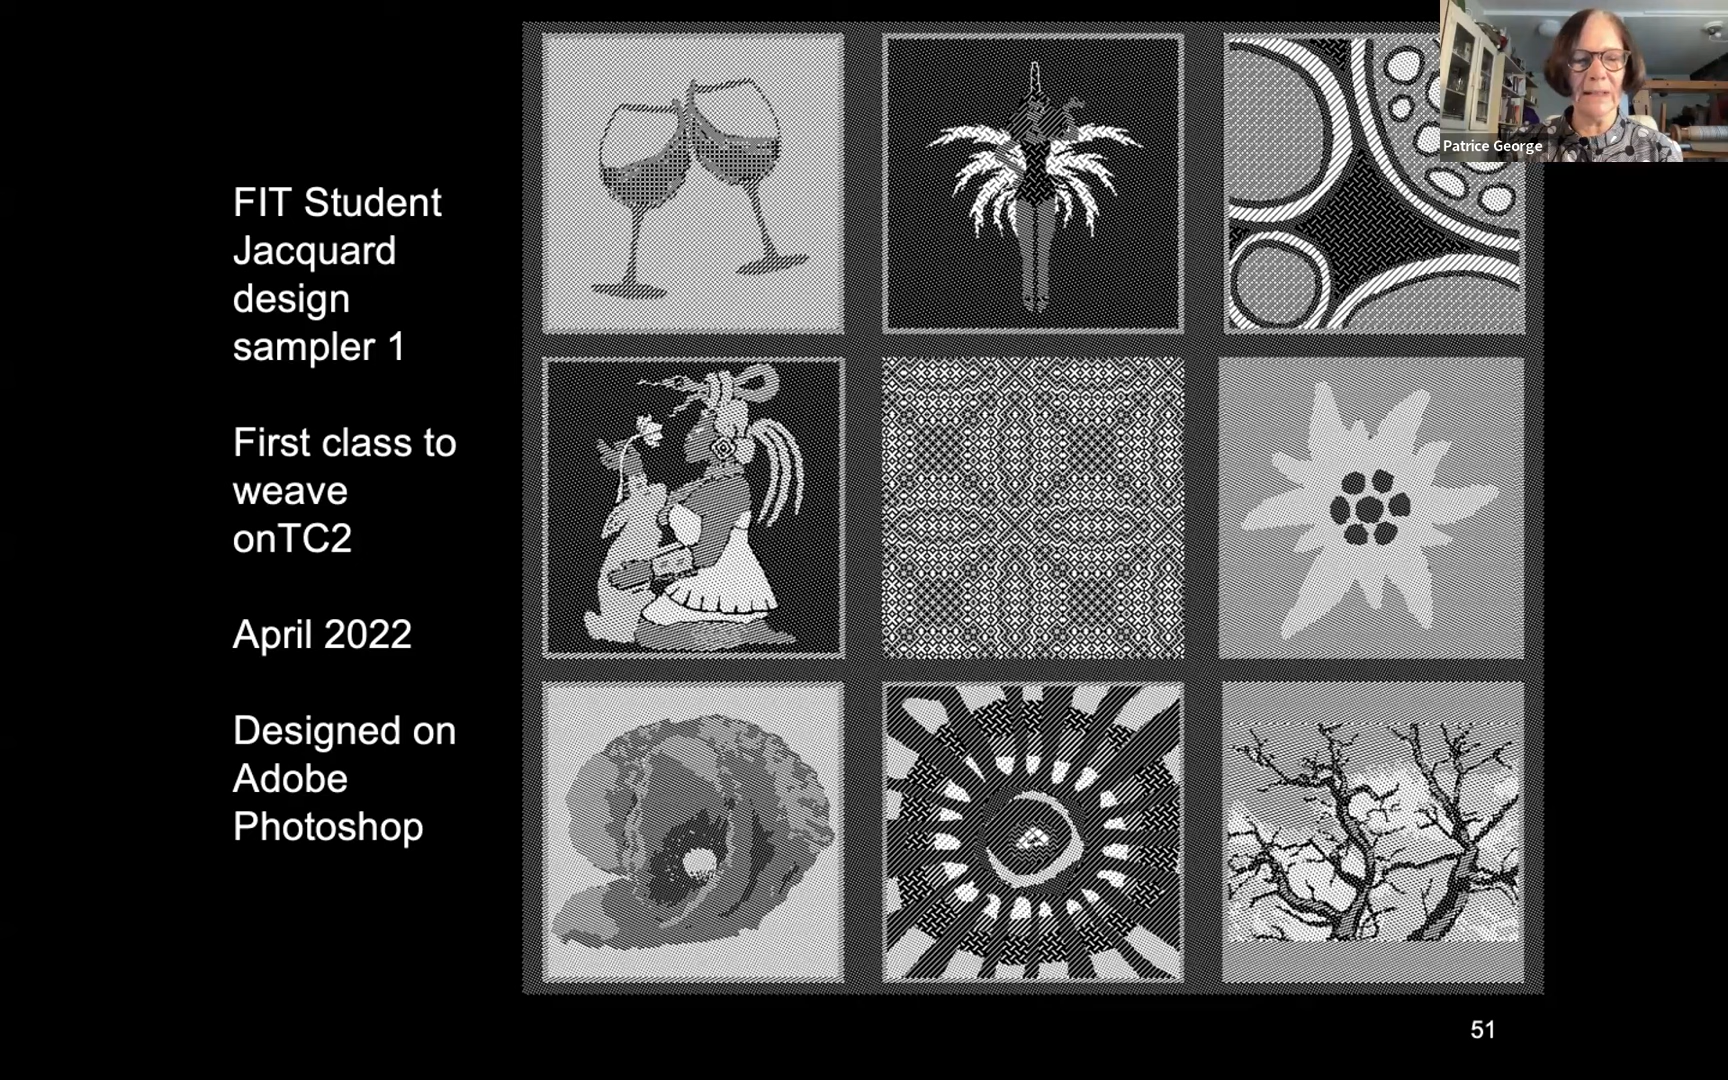 FIT Student
Jacquard
design
sampler 1
First class to
weave
onTC2
April 2022
Designed on
Adobe
Photoshop
Patrice George
51